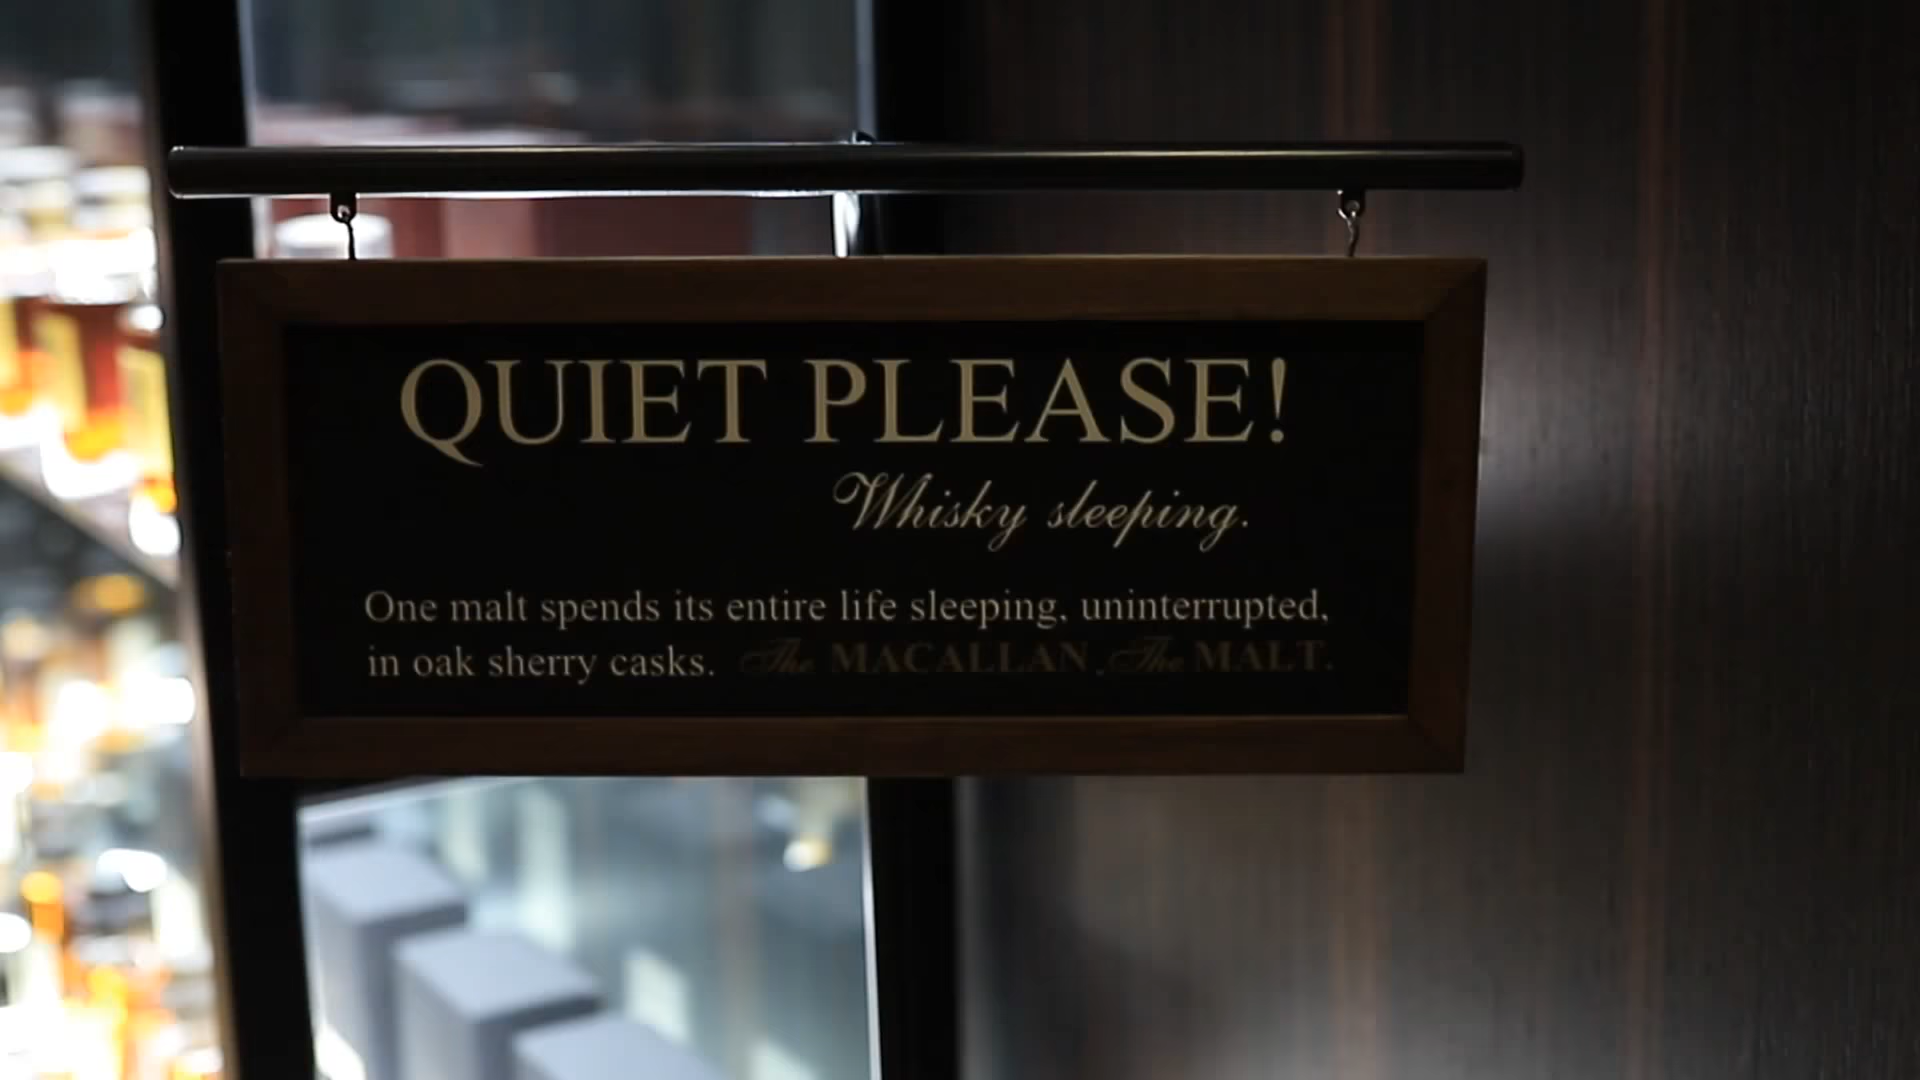 QUIET PLEASE!
Whisky sleeping.
One malt spends its entire life sleeping, uninterrupted,
in oak sherry casks. The MACALLAN. The MALT.